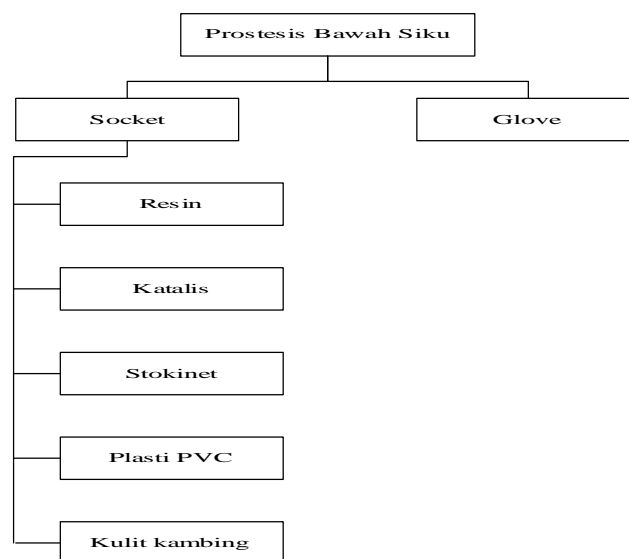 Prostesis Bawah Siku
Socket
Glove
Resin
Katalis
Stokinet
Plasti PVC
Kulit kambing